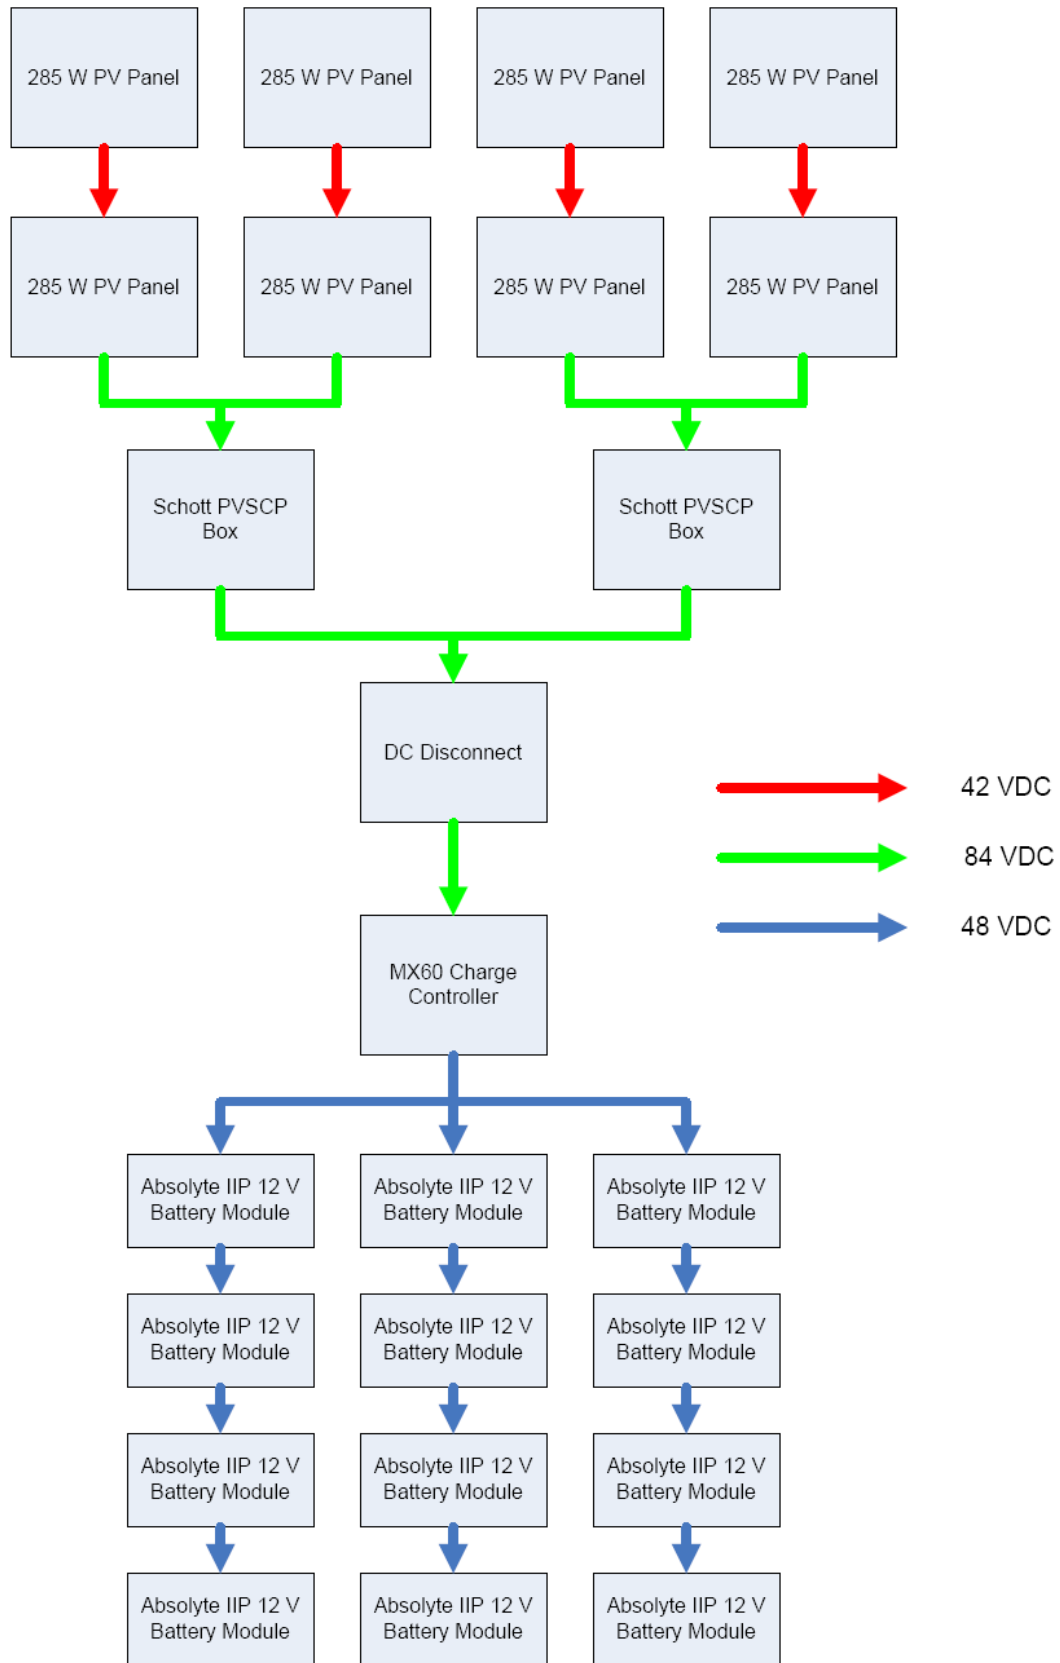 285 W PV Panel
285 W PV Panel
285 W PV Panel
285 W PV Panel
285 W PV Panel
285 W PV Panel
285 W PV Panel
285 W PV Panel
Schott PVSCP
Box
Schott PVSCP
Box
DC Disconnect
42 VDC
84 VDC
48 VDC
MX60 Charge
Controller
Absolyte IIP 12 V
Battery Module
Absolyte IIP 12 V
Battery Module
Absolyte IIP 12 V
Battery Module
Absolyte IIP 12 V
Battery Module
Absolyte IIP 12 V
Battery Module
Absolyte IIP 12 V
Battery Module
Absolyte IIP 12 V
Battery Module
Absolyte IIP 12 V
Battery Module
Absolyte IIP 12 V
Battery Module
Absolyte IIP 12 V
Battery Module
Absolyte IIP 12 V
Battery Module
Absolyte IIP 12 V
Battery Module